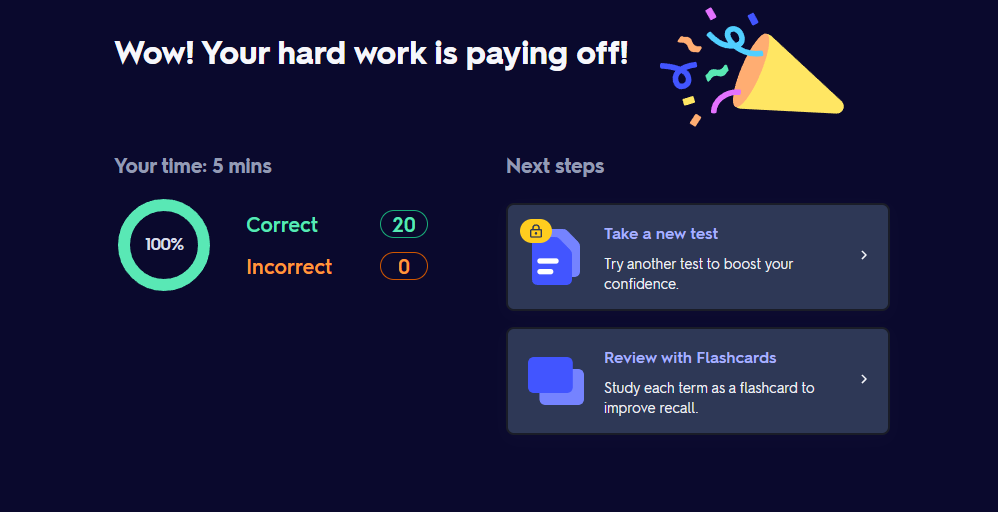 Wow! Your hard work is paying off!
Your time: 5 mins
100%
Correct 20
Incorrect 0
Next steps
Take a new test
Try another test to boost your
confidence.
Review with Flashcards
Study each term as a flashcard to
improve recall.